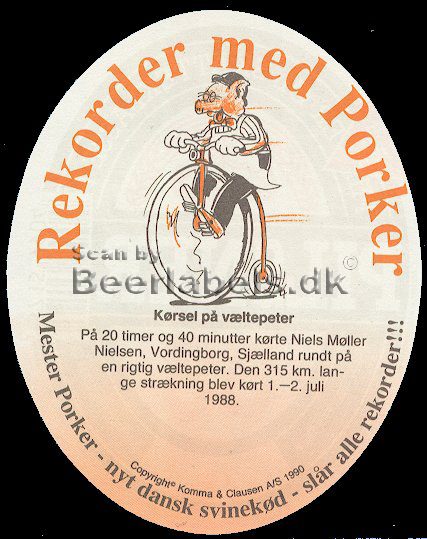 Rekorder med Porker
Scan by
Beerlabels.dk
©
Kørsel på væltepeter
På 20 timer og 40 minutter kørte Niels Møller
Nielsen, Vordingborg, Sjælland rundt på
en rigtig væltepeter. Den 315 km. lan-
ge strækning blev kørt 1.–2. juli
1988.
Copyright© Komma & Clausen A/S 1990
Mester Porker - nyt dansk svinekød - slår alle rekorder!!!